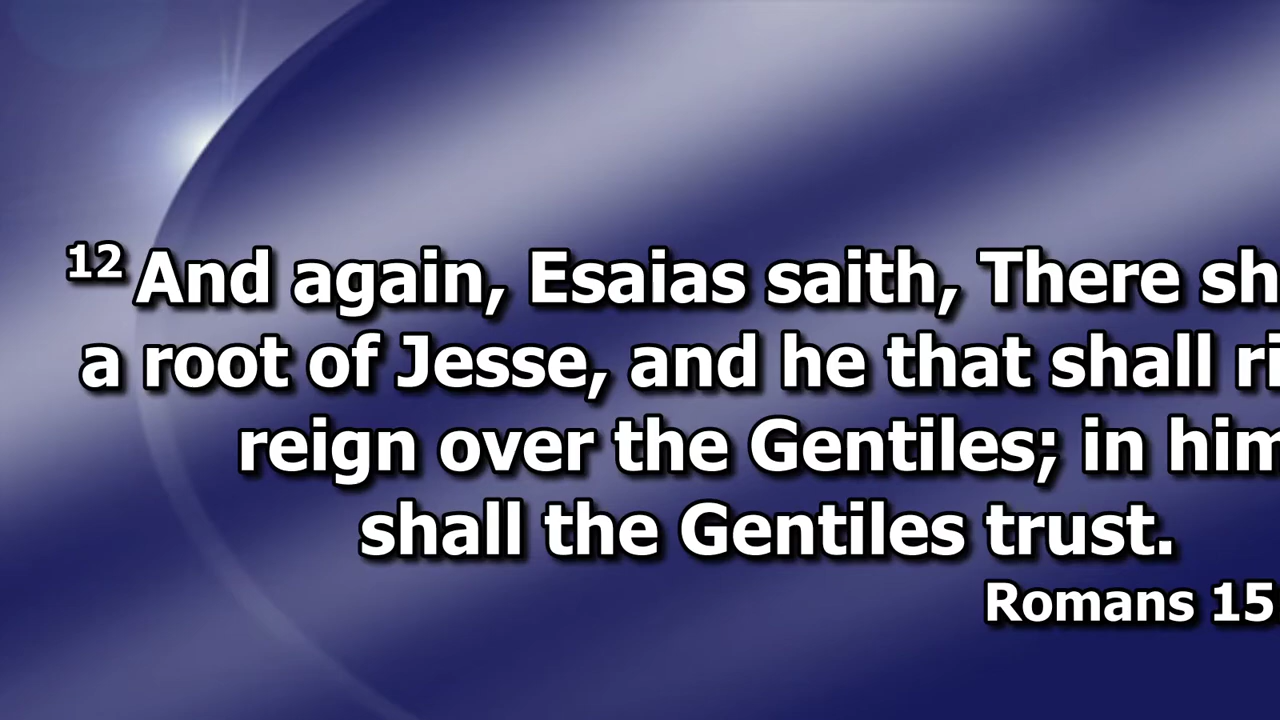 12 And again, Esaias saith, There sh
a root of Jesse, and he that shall ri
reign over the Gentiles; in him
shall the Gentiles trust.
Romans 15